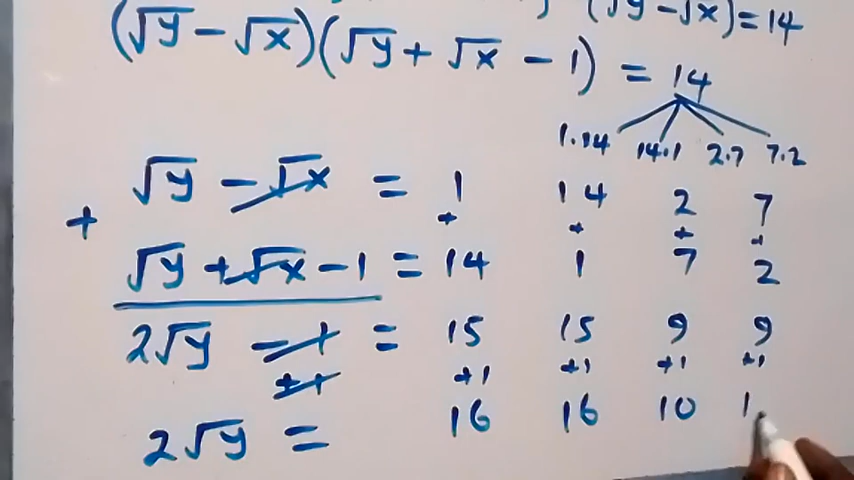 (√y - √x) = 14
(√y - √x)(√y + √x - 1) = 14
1.14 14.1 2.7 7.2
√y - √x = 1 14 2 7
+ + + + +
√y + √x - 1 = 14 1 7 2
2√y - 1 = 15 15 9 9
+1 +1 +1 +1 +1
2√y = 16 16 10 1